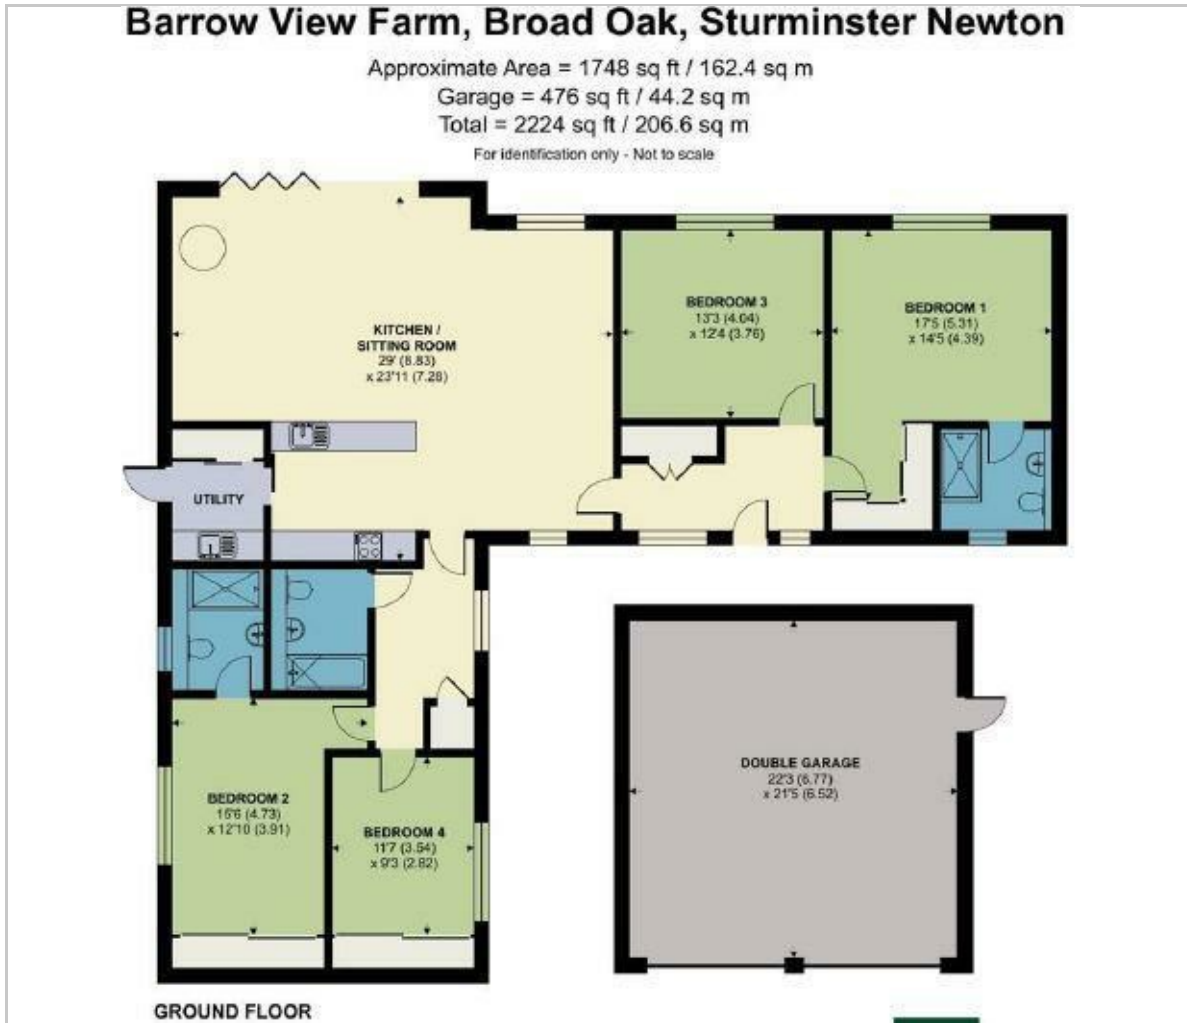 Barrow View Farm, Broad Oak, Sturminster Newton
Approximate Area = 1748 sq ft / 162.4 sq m
Garage = 476 sq ft / 44.2 sq m
Total = 2224 sq ft / 206.6 sq m
For identification only - Not to scale
KITCHEN /
SITTING ROOM
29' (8.83)
x 23'11 (7.28)
BEDROOM 3
13'3 (4.04)
x 12'4 (3.76)
BEDROOM 1
17'5 (5.31)
x 14'5 (4.39)
UTILITY
BEDROOM 2
15'6 (4.73)
x 12'10 (3.91)
BEDROOM 4
11'7 (3.54)
x 9'3 (2.82)
DOUBLE GARAGE
22'3 (6.77)
x 21'5 (6.52)
GROUND FLOOR